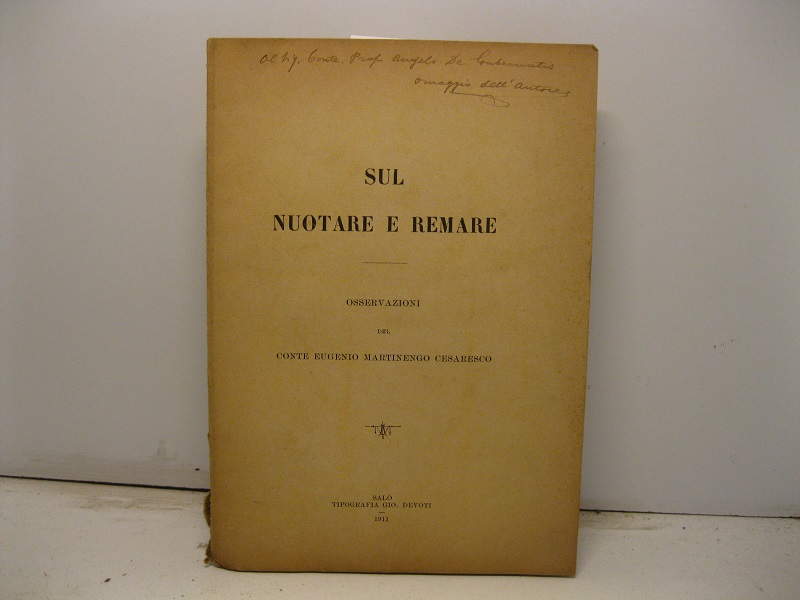 Al Sig. Conte Prof Angelo De Gubernatis
omaggio dell'Autore
SUL
NUOTARE E REMARE
OSSERVAZIONI
DEL
CONTE EUGENIO MARTINENGO CESARESCO
SALÒ
TIPOGRAFIA GIO. DEVOTI
1911